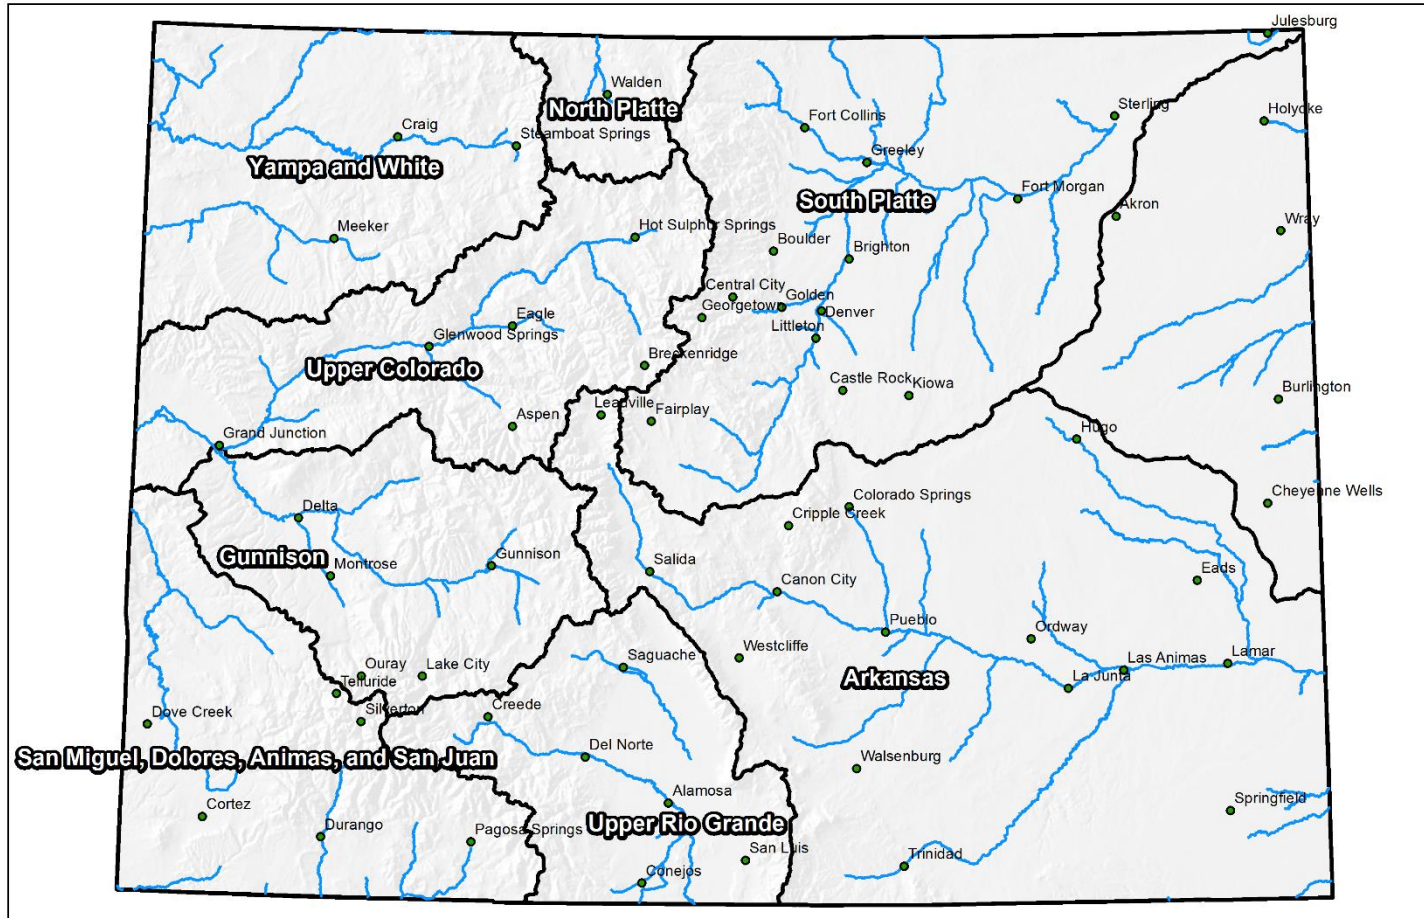 Julesburg
Walden
North Platte
Sterling
Holyoke
Fort Collins
Craig
Steamboat Springs
Greeley
Yampa and White
Fort Morgan
South Platte
Akron
Wray
Meeker
Hot Sulphur Springs
Boulder
Brighton
Central City
Golden
Georgetown
Denver
Eagle
Littleton
Glenwood Springs
Breckenridge
Upper Colorado
Castle Rock
Kiowa
Burlington
Leadville
Aspen
Fairplay
Hugo
Grand Junction
Cheyenne Wells
Colorado Springs
Delta
Cripple Creek
Gunnison
Gunnison
Montrose
Salida
Eads
Canon City
Pueblo
Ordway
Westcliffe
Saguache
Lamar
Las Animas
Ouray
Lake City
Telluride
Arkansas
La Junta
Silverton
Creede
Dove Creek
San Miguel, Dolores, Animas, and San Juan
Del Norte
Walsenburg
Alamosa
Springfield
Cortez
Upper Rio Grande
Durango
Pagosa Springs
San Luis
Trinidad
Conejos